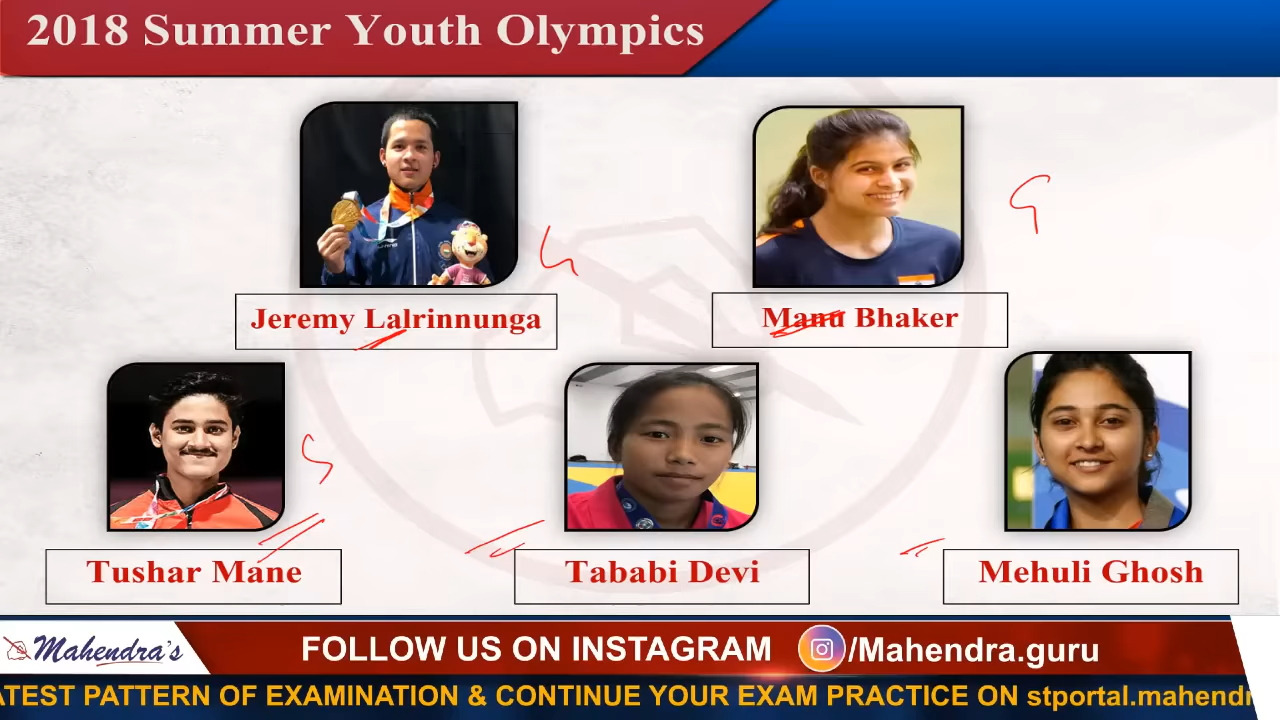 2018 Summer Youth Olympics
G
G
Jeremy Lalrinnunga
Manu Bhaker
S
Tushar Mane
Tababi Devi
Mehuli Ghosh
Mahendra's
FOLLOW US ON INSTAGRAM /Mahendra.guru
ATEST PATTERN OF EXAMINATION & CONTINUE YOUR EXAM PRACTICE ON stportal.mahendr